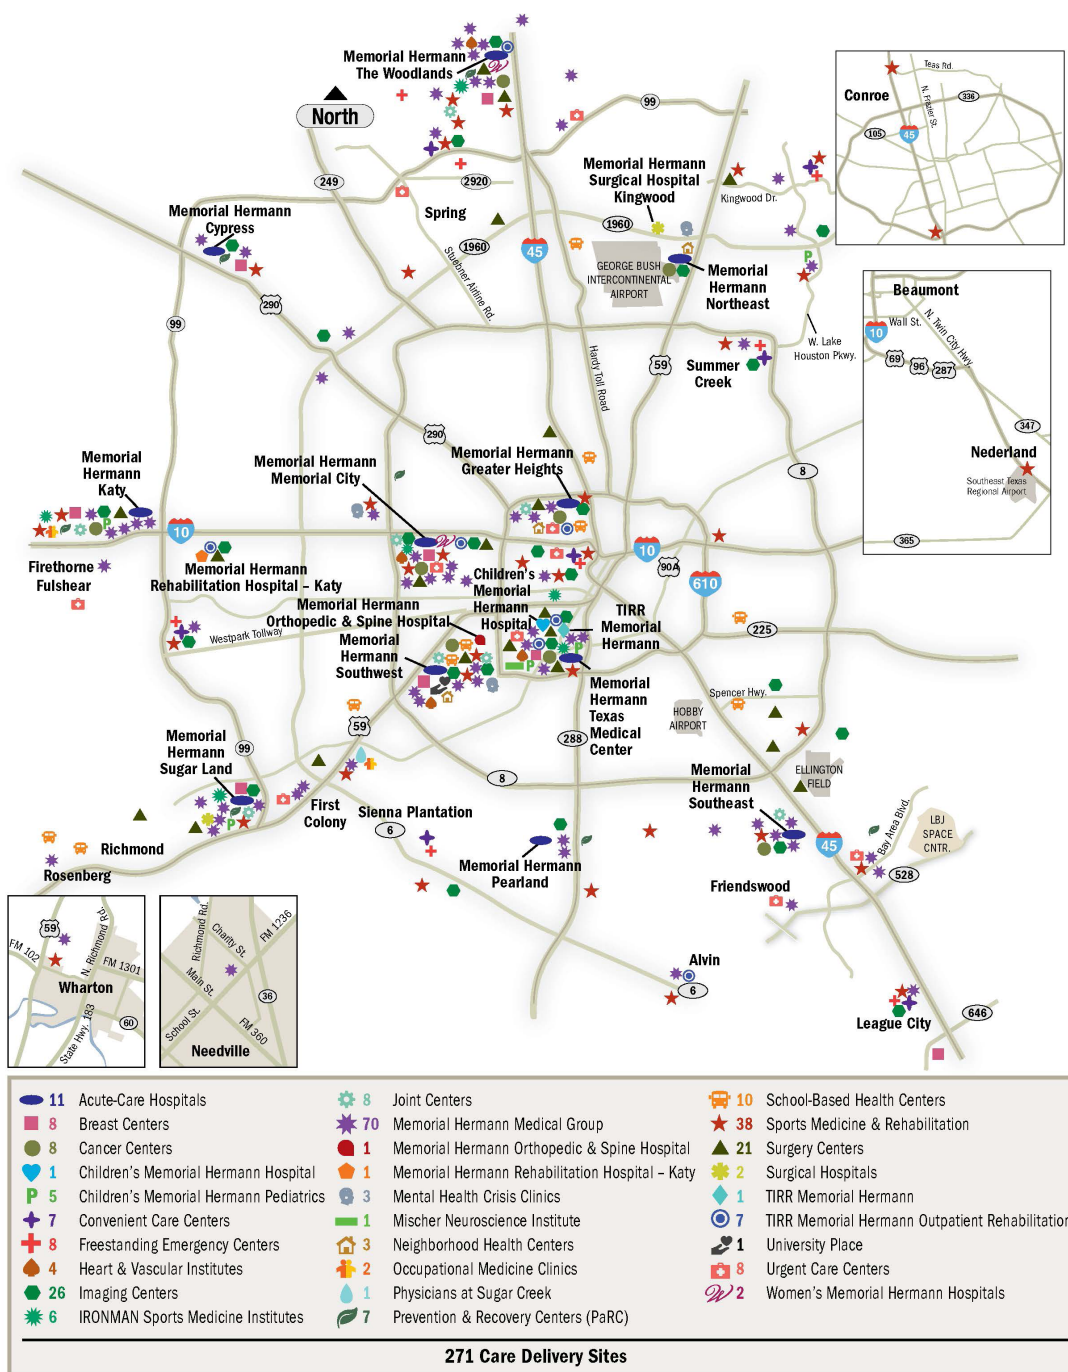 Memorial Hermann
The Woodlands
North
99
249
2920
Spring
1960
1960
Stuebner Airline Rd.
45
Memorial Hermann
Surgical Hospital
Kingwood
Kingwood Dr.
GEORGE BUSH
INTERCONTINENTAL
AIRPORT
Memorial
Hermann
Northeast
W. Lake
Houston Pkwy.
Teas Rd.
Conroe
N. Frazier St.
336
105
45
Memorial Hermann
Cypress
290
99
Hardy Toll Road
59
Summer
Creek
Beaumont
10
Wall St.
N. Twin City Hwy.
69
96
287
347
Nederland
Southeast Texas
Regional Airport
365
290
8
Memorial
Hermann
Katy
Memorial Hermann
Memorial City
Memorial Hermann
Greater Heights
10
Firethorne
Fulshear
Memorial Hermann
Rehabilitation Hospital – Katy
10
90A
610
Children's
Memorial
Hermann
Hospital
Memorial Hermann
Orthopedic & Spine Hospital
TIRR
Memorial
Hermann
225
Westpark Tollway
Memorial
Hermann
Southwest
Memorial
Hermann
Texas
Medical
Center
Spencer Hwy.
HOBBY
AIRPORT
59
288
Memorial
Hermann
Sugar Land
99
8
ELLINGTON
FIELD
Memorial
Hermann
Southeast
First
Colony
Sienna Plantation
6
Richmond
Rosenberg
Memorial Hermann
Pearland
45
Bay Area Blvd.
LBJ
SPACE
CNTR.
528
Friendswood
Alvin
6
League City
646
59
FM 102
N. Richmond Rd.
FM 1301
Wharton
State Hwy. 183
60
Richmond Rd.
Charity St.
FM 1236
Main St.
School St.
36
FM 360
Needville
11 Acute-Care Hospitals
8 Breast Centers
8 Cancer Centers
1 Children's Memorial Hermann Hospital
P 5 Children's Memorial Hermann Pediatrics
7 Convenient Care Centers
8 Freestanding Emergency Centers
4 Heart & Vascular Institutes
26 Imaging Centers
6 IRONMAN Sports Medicine Institutes
8 Joint Centers
70 Memorial Hermann Medical Group
1 Memorial Hermann Orthopedic & Spine Hospital
1 Memorial Hermann Rehabilitation Hospital – Katy
3 Mental Health Crisis Clinics
1 Mischer Neuroscience Institute
3 Neighborhood Health Centers
2 Occupational Medicine Clinics
1 Physicians at Sugar Creek
7 Prevention & Recovery Centers (PaRC)
10 School-Based Health Centers
38 Sports Medicine & Rehabilitation
21 Surgery Centers
2 Surgical Hospitals
1 TIRR Memorial Hermann
7 TIRR Memorial Hermann Outpatient Rehabilitation
1 University Place
8 Urgent Care Centers
W 2 Women's Memorial Hermann Hospitals
271 Care Delivery Sites